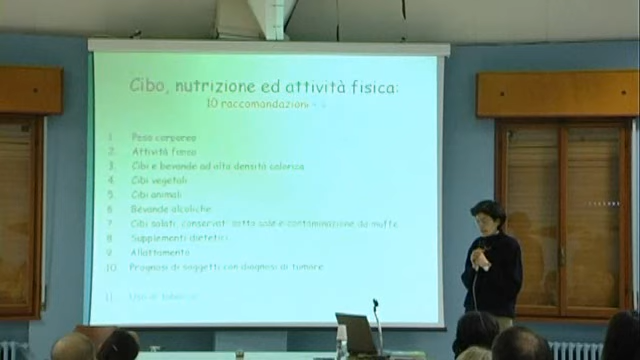 Cibo, nutrizione ed attività fisica:
10 raccomandazioni
1. Peso corporeo
2. Attività fisica
3. Cibi e bevande ad alta densità calorica
4. Cibi vegetali
5. Cibi animali
6. Bevande alcoliche
7. Cibi salati, conservati sotto sale e contaminazione da muffe
8. Supplementi dietetici
9. Allattamento
10. Prognosi di soggetti con diagnosi di tumore
11.